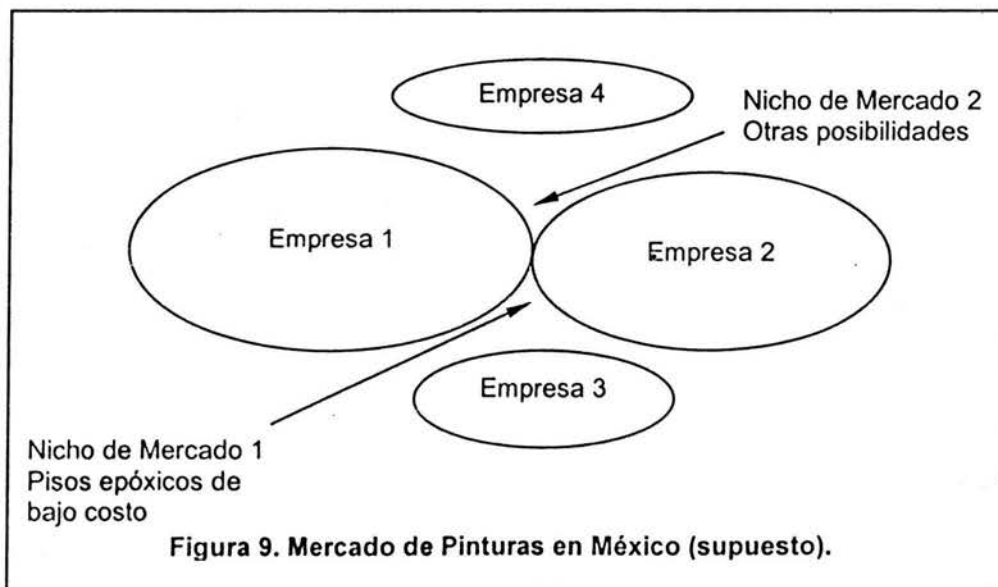 Empresa 4
Nicho de Mercado 2
Otras posibilidades
Empresa 1
Empresa 2
Empresa 3
Nicho de Mercado 1
Pisos epóxicos de
bajo costo
Figura 9. Mercado de Pinturas en México (supuesto).